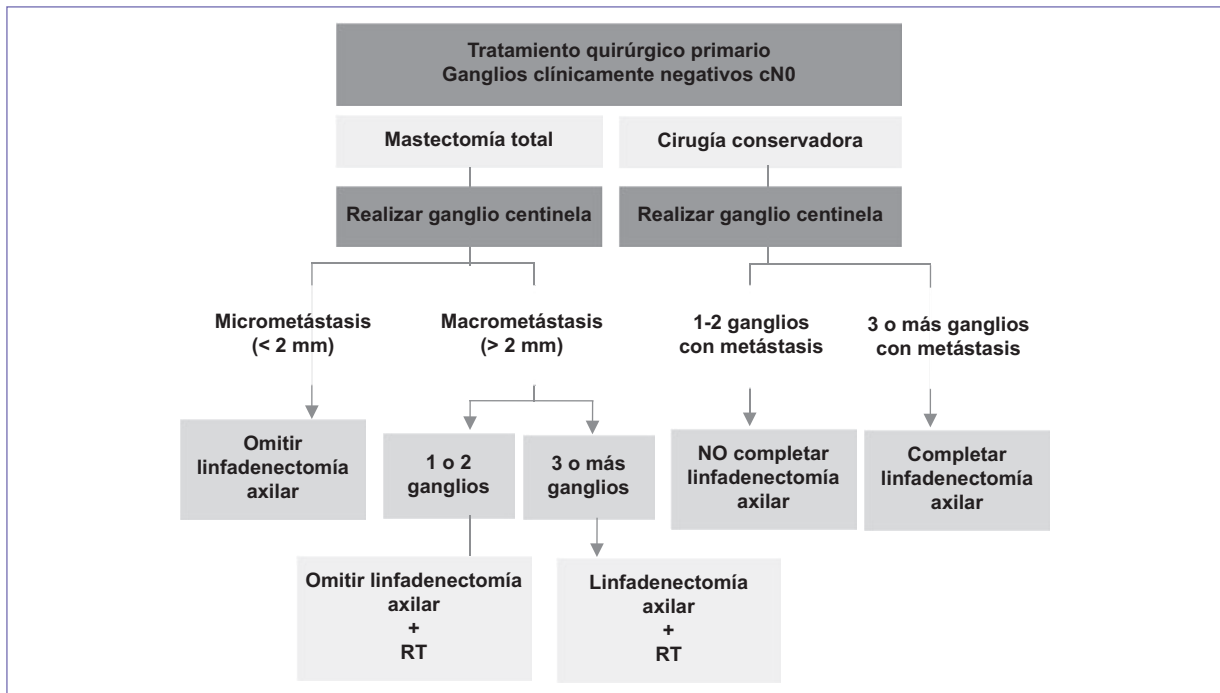 Tratamiento quirúrgico primario
Ganglios clínicamente negativos cN0
Mastectomía total
Cirugía conservadora
Realizar ganglio centinela
Realizar ganglio centinela
Micrometástasis
(< 2 mm)
Macrometástasis
(> 2 mm)
1-2 ganglios
con metástasis
3 o más ganglios
con metástasis
Omitir
linfadenectomía
axilar
1 o 2
ganglios
3 o más
ganglios
NO completar
linfadenectomía
axilar
Completar
linfadenectomía
axilar
Omitir linfadenectomía
axilar
+
RT
Linfadenectomía
axilar
+
RT